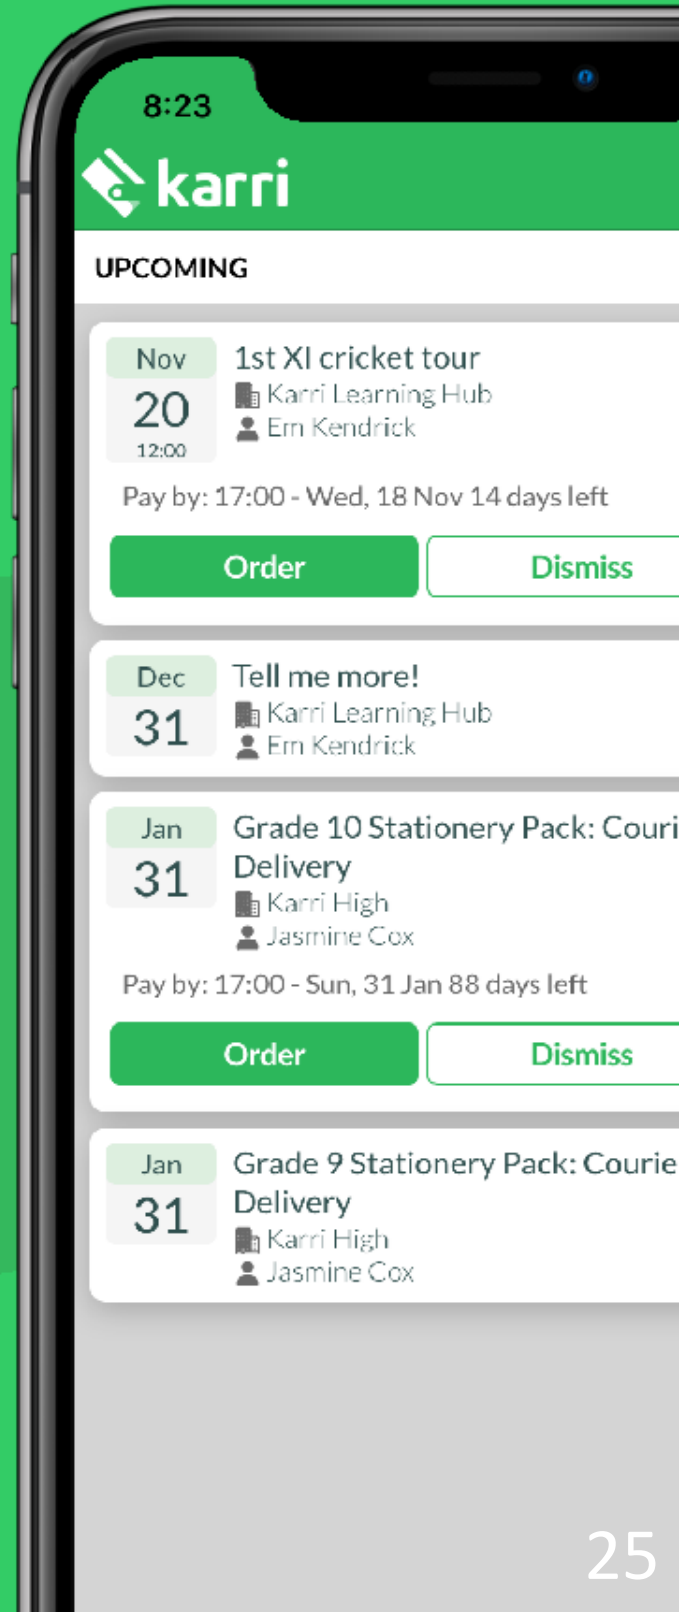 8:23
karri
UPCOMING
Nov
20
12:00
1st XI cricket tour
Karri Learning Hub
Em Kendrick
Pay by: 17:00 - Wed, 18 Nov 14 days left
Order
Dismiss
Dec
31
Tell me more!
Karri Learning Hub
Em Kendrick
Jan
31
Grade 10 Stationery Pack: Couri
Delivery
Karri High
Jasmine Cox
Pay by: 17:00 - Sun, 31 Jan 88 days left
Order
Dismiss
Jan
31
Grade 9 Stationery Pack: Courie
Delivery
Karri High
Jasmine Cox
25